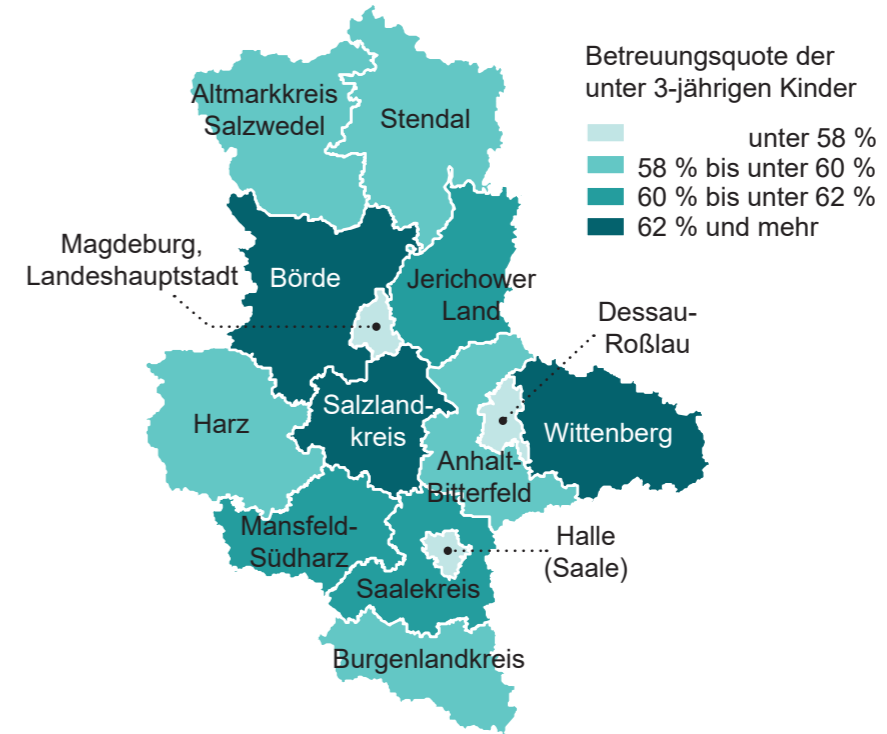 Betreuungsquote der
unter 3-jährigen Kinder
unter 58 %
58 % bis unter 60 %
60 % bis unter 62 %
62 % und mehr
Altmarkkreis
Salzwedel
Stendal
Magdeburg,
Landeshauptstadt
Börde
Jerichower
Land
Dessau-
Roßlau
Harz
Salzland-
kreis
Wittenberg
Anhalt-
Bitterfeld
Mansfeld-
Südharz
Halle
(Saale)
Saalekreis
Burgenlandkreis